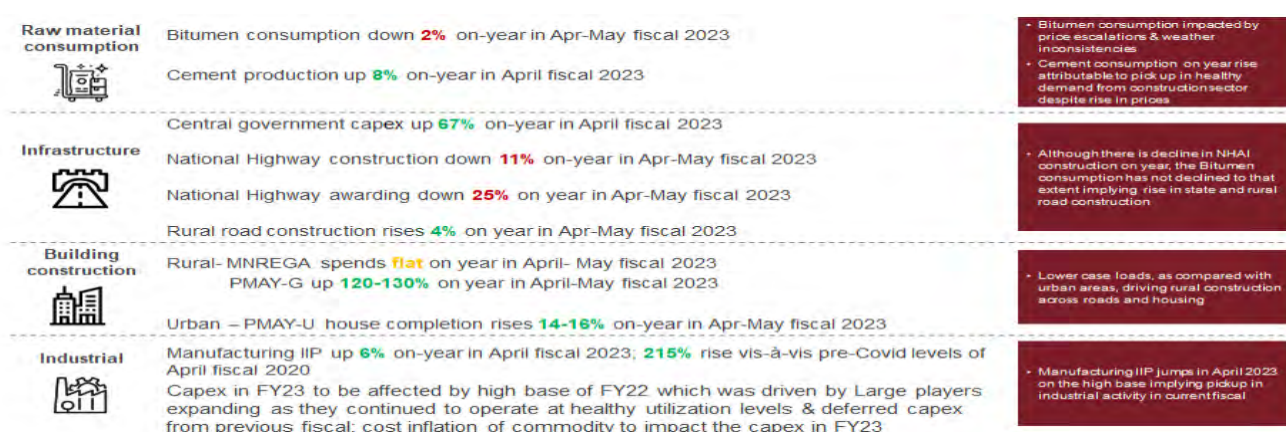 Raw material
consumption
Bitumen consumption down 2% on-year in Apr-May fiscal 2023
Cement production up 8% on-year in April fiscal 2023
• Bitumen consumption impacted by
price escalations & weather
inconsistencies
• Cement consumption on year rise
attributable to pick up in healthy
demand from construction sector
despite rise in prices
Infrastructure
Central government capex up 67% on-year in April fiscal 2023
National Highway construction down 11% on-year in Apr-May fiscal 2023
National Highway awarding down 25% on year in Apr-May fiscal 2023
Rural road construction rises 4% on year in Apr-May fiscal 2023
• Although there is decline in NHAI
construction on year, the Bitumen
consumption has not declined to that
extent implying rise in state and rural
road construction
Building
construction
Rural- MNREGA spends flat on year in April- May fiscal 2023
PMAY-G up 120-130% on year in April-May fiscal 2023
Urban – PMAY-U house completion rises 14-16% on-year in Apr-May fiscal 2023
• Lower case loads, as compared with
urban areas, driving rural construction
across roads and housing
Industrial
Manufacturing IIP up 6% on-year in April fiscal 2023; 215% rise vis-à-vis pre-Covid levels of
April fiscal 2020
Capex in FY23 to be affected by high base of FY22 which was driven by Large players
expanding as they continued to operate at healthy utilization levels & deferred capex
from previous fiscal; cost inflation of commodity to impact the capex in FY23
• Manufacturing IIP jumps in April 2023
on the high base implying pickup in
industrial activity in current fiscal